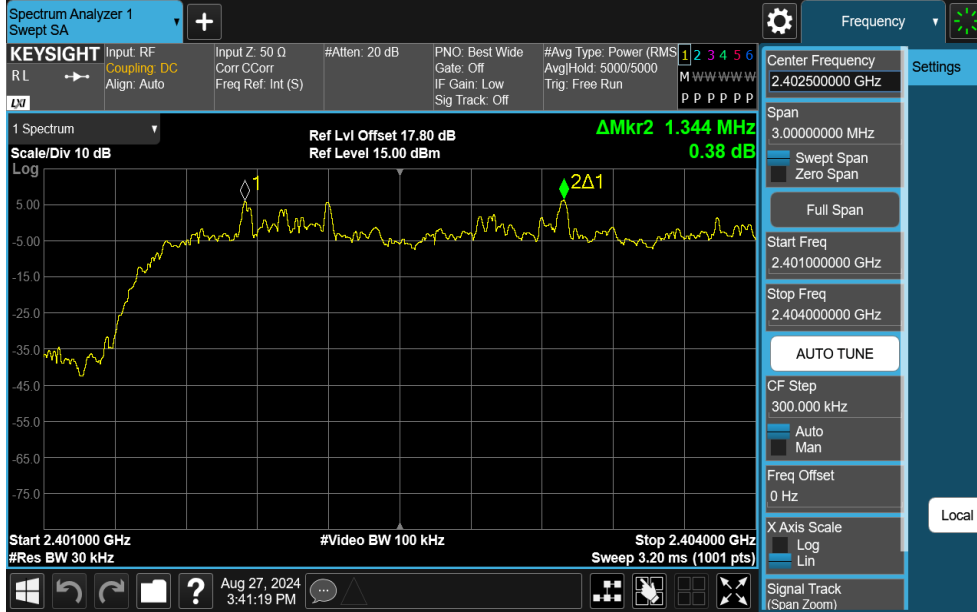 Spectrum Analyzer 1
Swept SA
+
Frequency
KEYSIGHT
R L
LXI
Input: RF
Coupling: DC
Align: Auto
Input Z: 50 Ω
Corr CCorr
Freq Ref: Int (S)
#Atten: 20 dB
PNO: Best Wide
Gate: Off
IF Gain: Low
Sig Track: Off
#Avg Type: Power (RMS
Avg|Hold: 5000/5000
Trig: Free Run
1 2 3 4 5 6
M W W W W W
P P P P P P
1 Spectrum
Scale/Div 10 dB
Ref Lvl Offset 17.80 dB
Ref Level 15.00 dBm
ΔMkr2 1.344 MHz
0.38 dB
Log
1
2Δ1
5.00
-5.00
-15.0
-25.0
-35.0
-45.0
-55.0
-65.0
-75.0
Start 2.401000 GHz
#Res BW 30 kHz
#Video BW 100 kHz
Stop 2.404000 GHz
Sweep 3.20 ms (1001 pts)
?
Aug 27, 2024
3:41:19 PM
Center Frequency
2.402500000 GHz
Span
3.00000000 MHz
Swept Span
Zero Span
Full Span
Start Freq
2.401000000 GHz
Stop Freq
2.404000000 GHz
AUTO TUNE
CF Step
300.000 kHz
Auto
Man
Freq Offset
0 Hz
X Axis Scale
Log
Lin
Signal Track
(Span Zoom)
Settings
Local